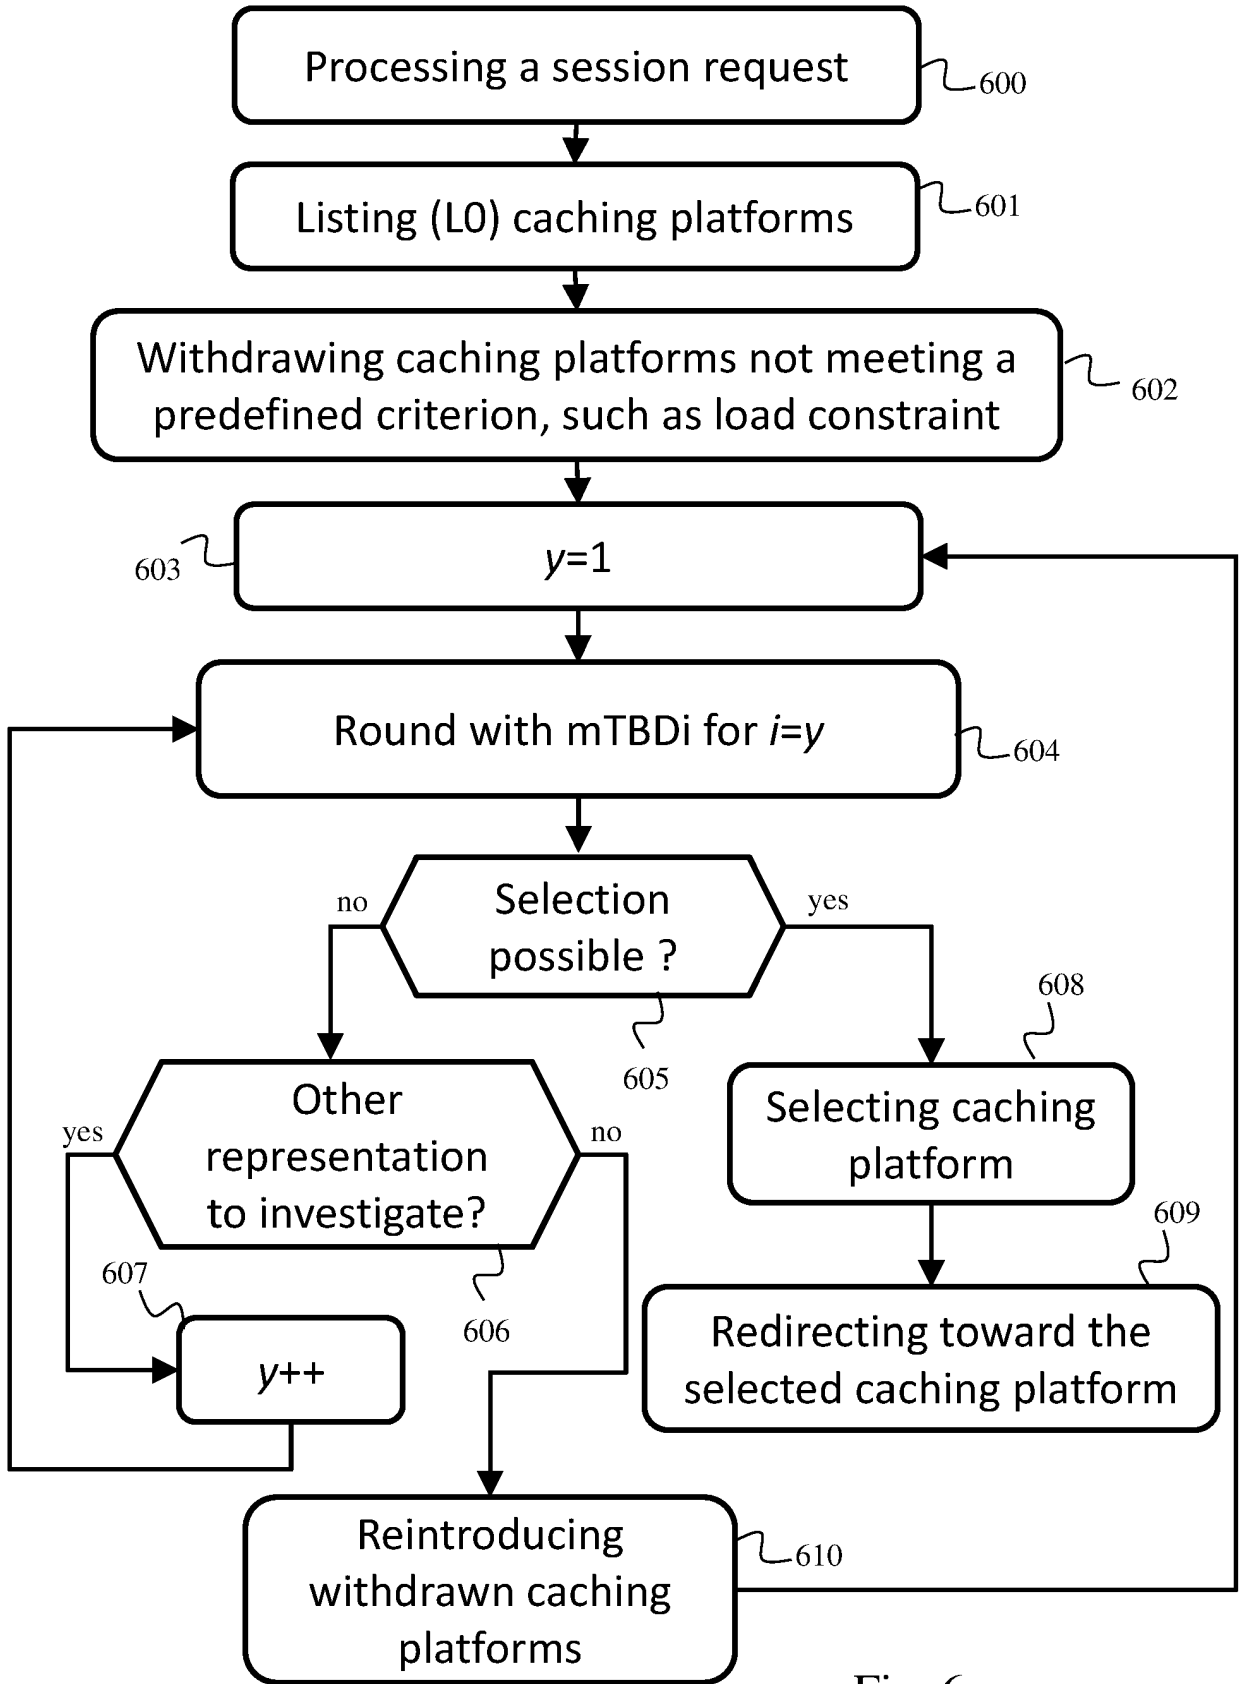 Processing a session request
600
Listing (L0) caching platforms
601
Withdrawing caching platforms not meeting a
predefined criterion, such as load constraint
602
y=1
603
Round with mTBDi for i=y
604
Selection
possible ?
no
yes
605
608
Other
representation
to investigate?
yes
no
606
Selecting caching
platform
609
607
y++
Redirecting toward the
selected caching platform
Reintroducing
withdrawn caching
platforms
610